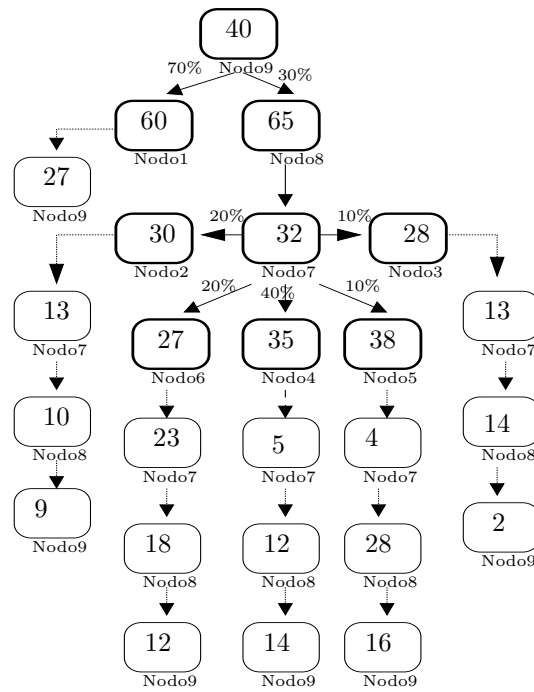 40
Nodo9
70% 30%
60 65
Nodo1 Nodo8
27
Nodo9
20% 10%
30 32 28
Nodo2 Nodo7 Nodo3
20% 40% 10%
13 13
Nodo7 Nodo7
27 35 38
Nodo6 Nodo4 Nodo5
10 14
Nodo8 Nodo8
23 5 4
Nodo7 Nodo7 Nodo7
9 2
Nodo9 Nodo9
18 12 28
Nodo8 Nodo8 Nodo8
12 14 16
Nodo9 Nodo9 Nodo9